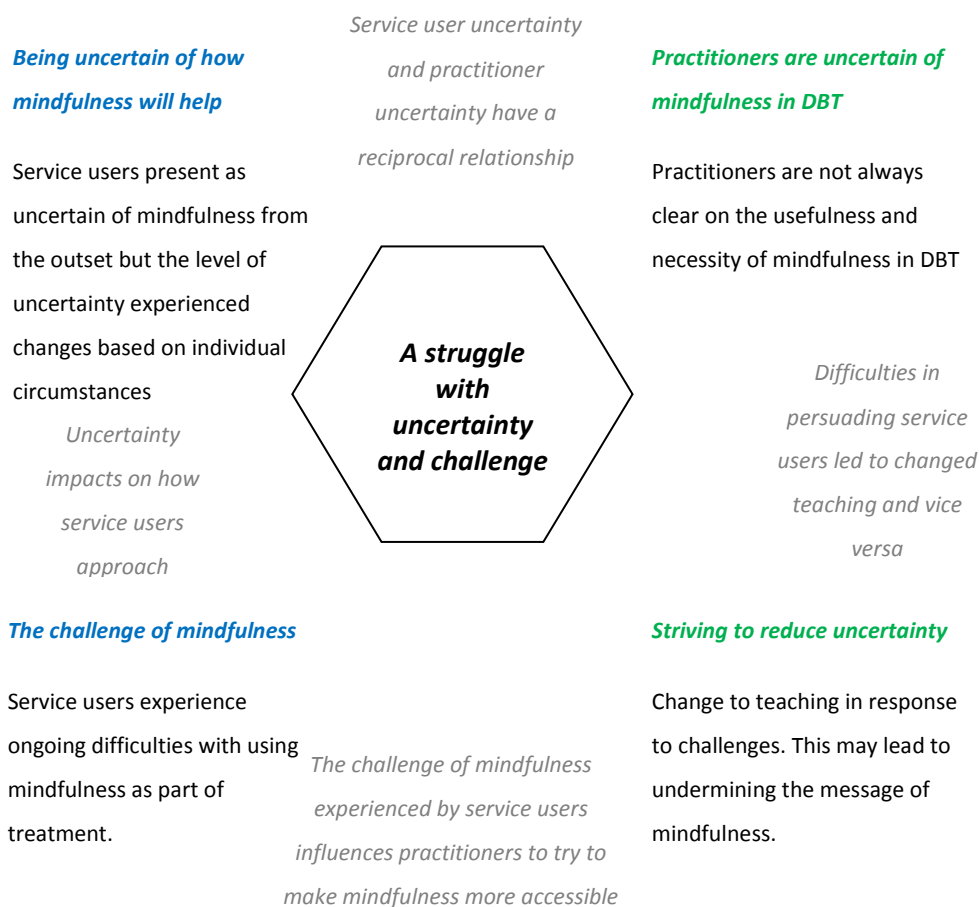 Service user uncertainty
and practitioner
uncertainty have a
reciprocal relationship
Being uncertain of how
mindfulness will help
Service users present as
uncertain of mindfulness from
the outset but the level of
uncertainty experienced
changes based on individual
circumstances
Practitioners are uncertain of
mindfulness in DBT
Practitioners are not always
clear on the usefulness and
necessity of mindfulness in DBT
A struggle
with
uncertainty
and challenge
Uncertainty
impacts on how
service users
approach
Difficulties in
persuading service
users led to changed
teaching and vice
versa
The challenge of mindfulness
Service users experience
ongoing difficulties with using
mindfulness as part of
treatment.
The challenge of mindfulness
experienced by service users
influences practitioners to try to
make mindfulness more accessible
Striving to reduce uncertainty
Change to teaching in response
to challenges. This may lead to
undermining the message of
mindfulness.